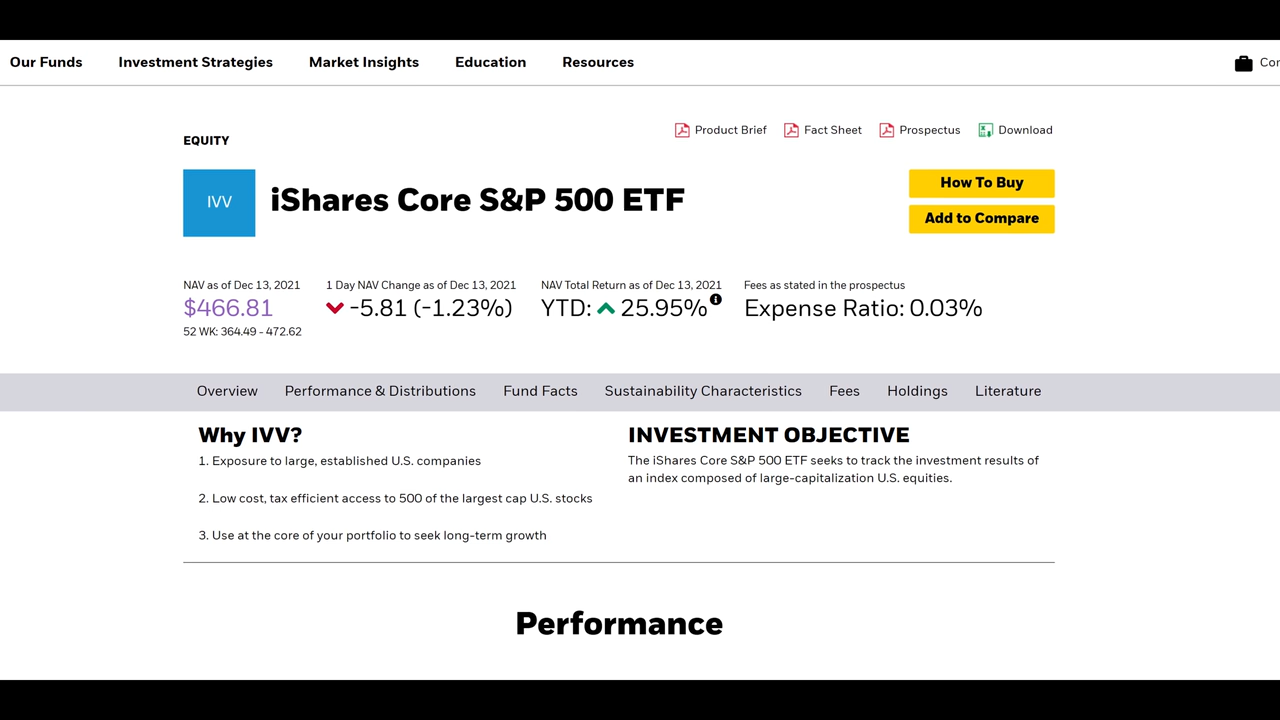 Our Funds Investment Strategies Market Insights Education Resources Cor
Product Brief Fact Sheet Prospectus Download
EQUITY
IVV
iShares Core S&P 500 ETF
How To Buy
Add to Compare
NAV as of Dec 13, 2021 1 Day NAV Change as of Dec 13, 2021 NAV Total Return as of Dec 13, 2021 Fees as stated in the prospectus
$466.81 -5.81 (-1.23%) YTD: 25.95% Expense Ratio: 0.03%
52 WK: 364.49 - 472.62
Overview Performance & Distributions Fund Facts Sustainability Characteristics Fees Holdings Literature
Why IVV?
1. Exposure to large, established U.S. companies
2. Low cost, tax efficient access to 500 of the largest cap U.S. stocks
3. Use at the core of your portfolio to seek long-term growth
INVESTMENT OBJECTIVE
The iShares Core S&P 500 ETF seeks to track the investment results of
an index composed of large-capitalization U.S. equities.
Performance